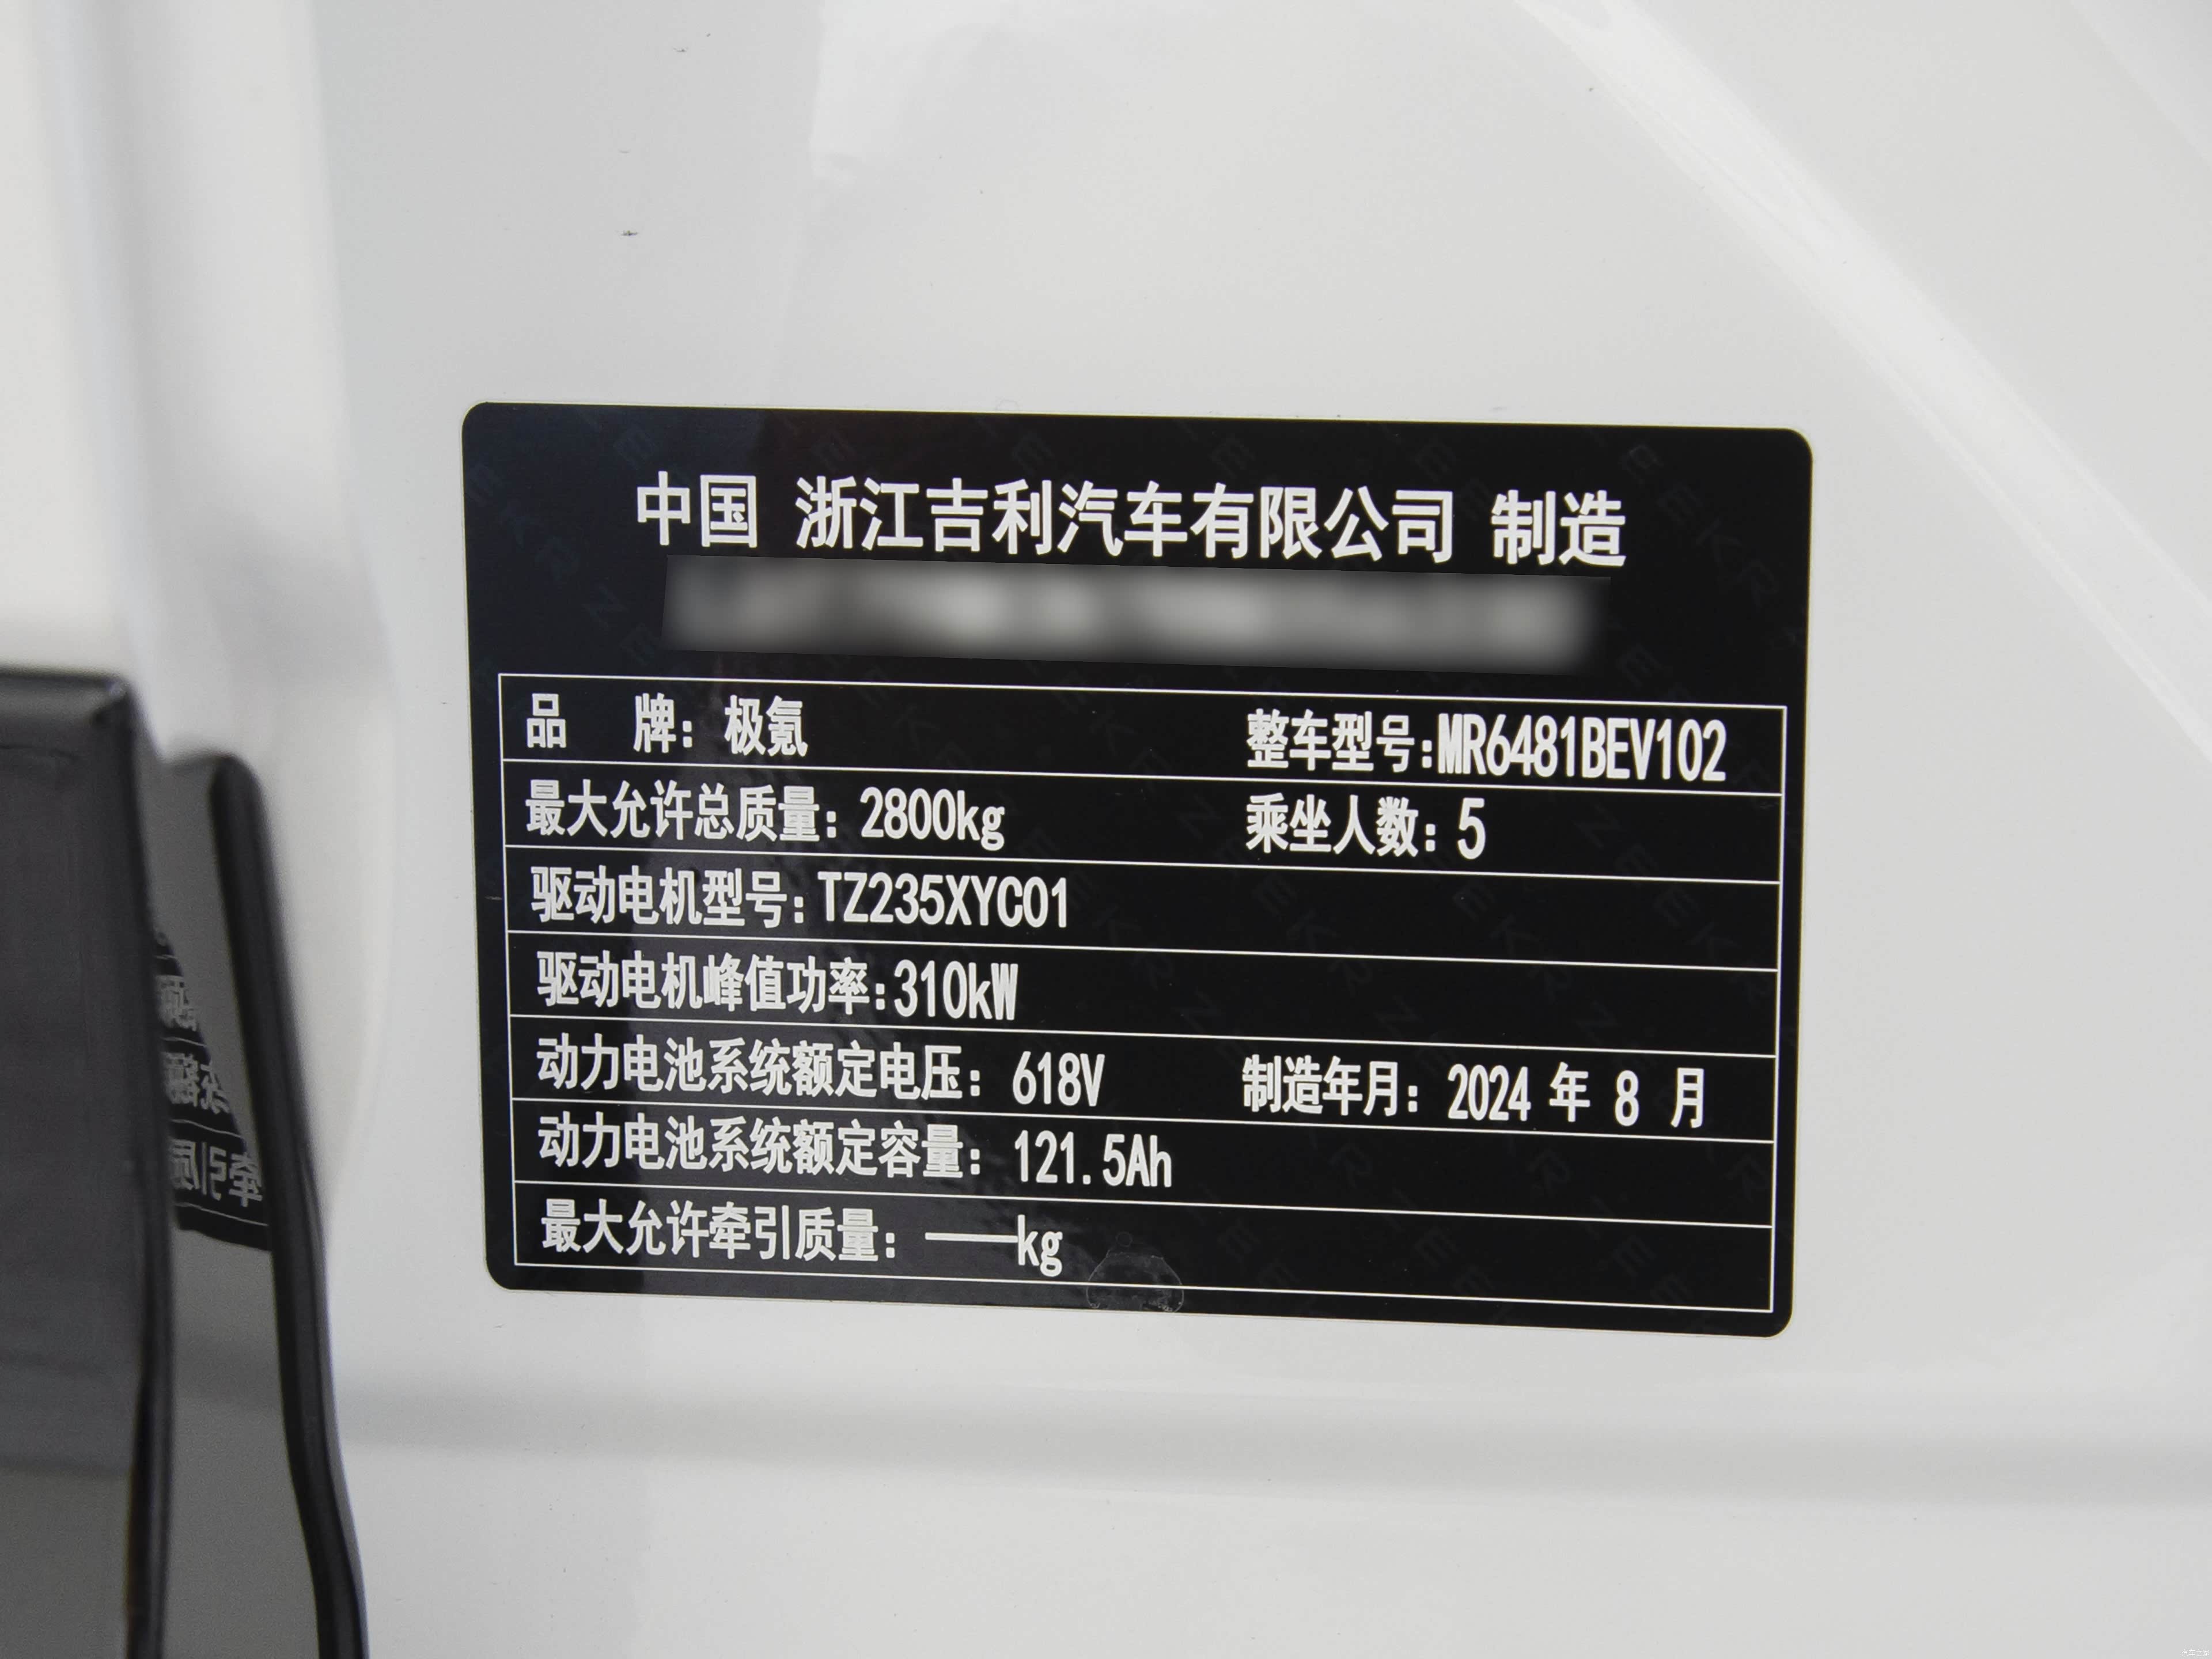 中国 浙江吉利汽车有限公司 制造
品 牌：极氪 整车型号:MR6481BEV102
最大允许总质量：2800kg 乘坐人数：5
驱动电机型号:TZ235XYC01
驱动电机峰值功率:310kW
动力电池系统额定电压：618V 制造年月：2024 年 8 月
动力电池系统额定容量：121.5Ah
最大允许牵引质量：——kg
汽车之家